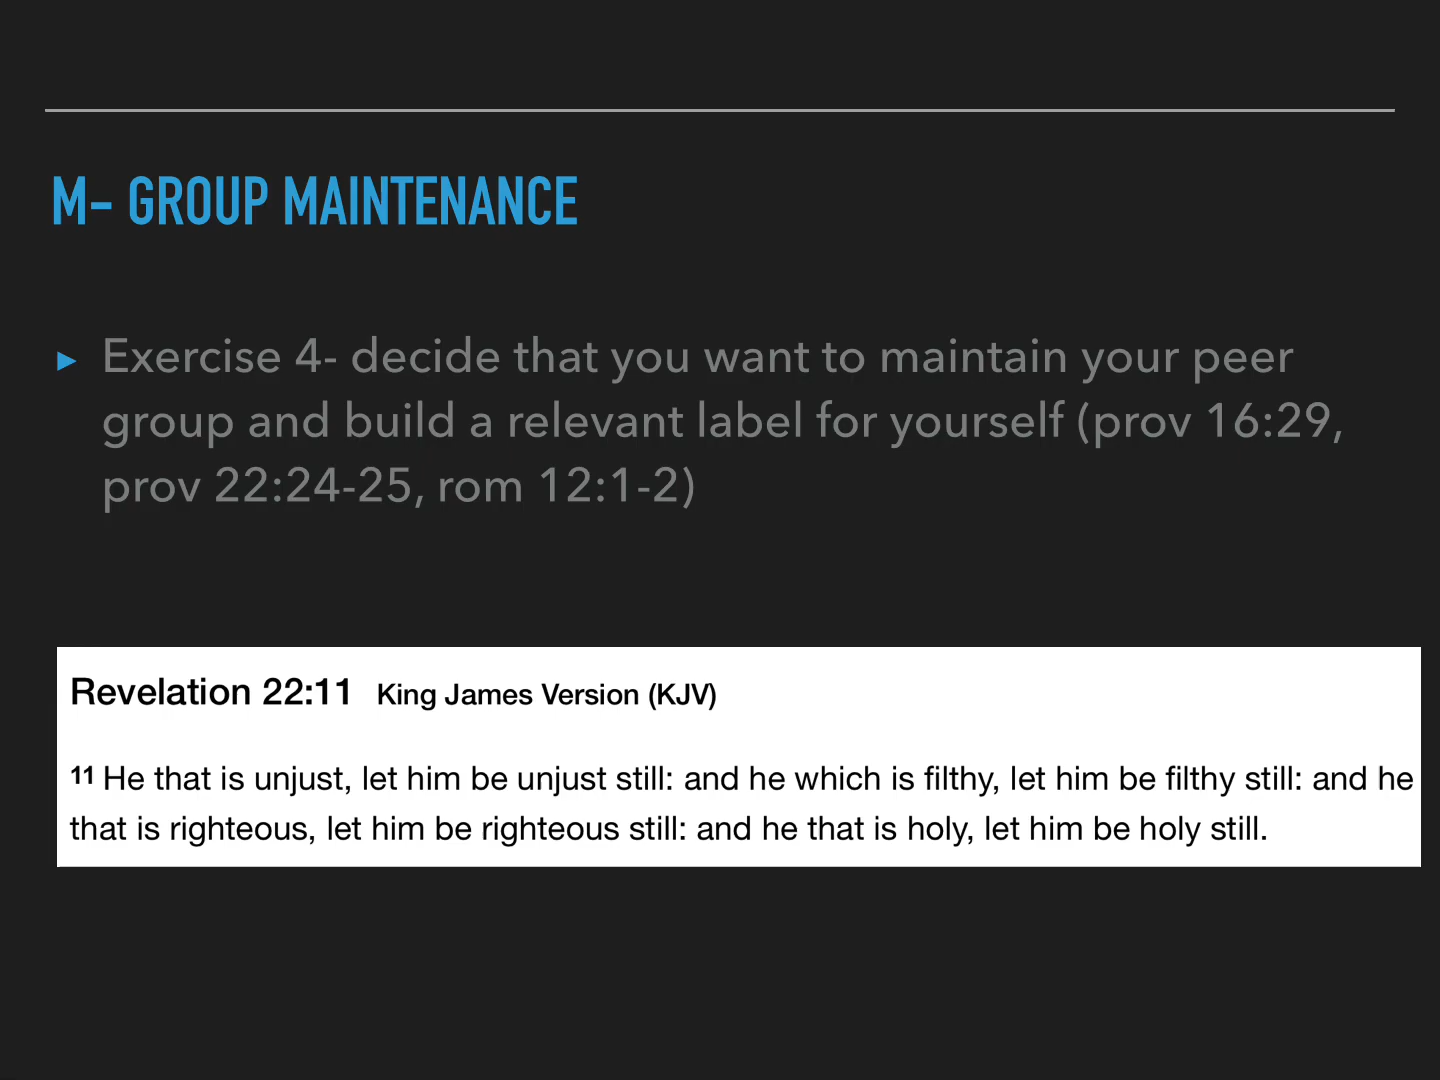 M- GROUP MAINTENANCE
▸ Exercise 4- decide that you want to maintain your peer
group and build a relevant label for yourself (prov 16:29,
prov 22:24-25, rom 12:1-2)
Revelation 22:11 King James Version (KJV)
11 He that is unjust, let him be unjust still: and he which is filthy, let him be filthy still: and he
that is righteous, let him be righteous still: and he that is holy, let him be holy still.